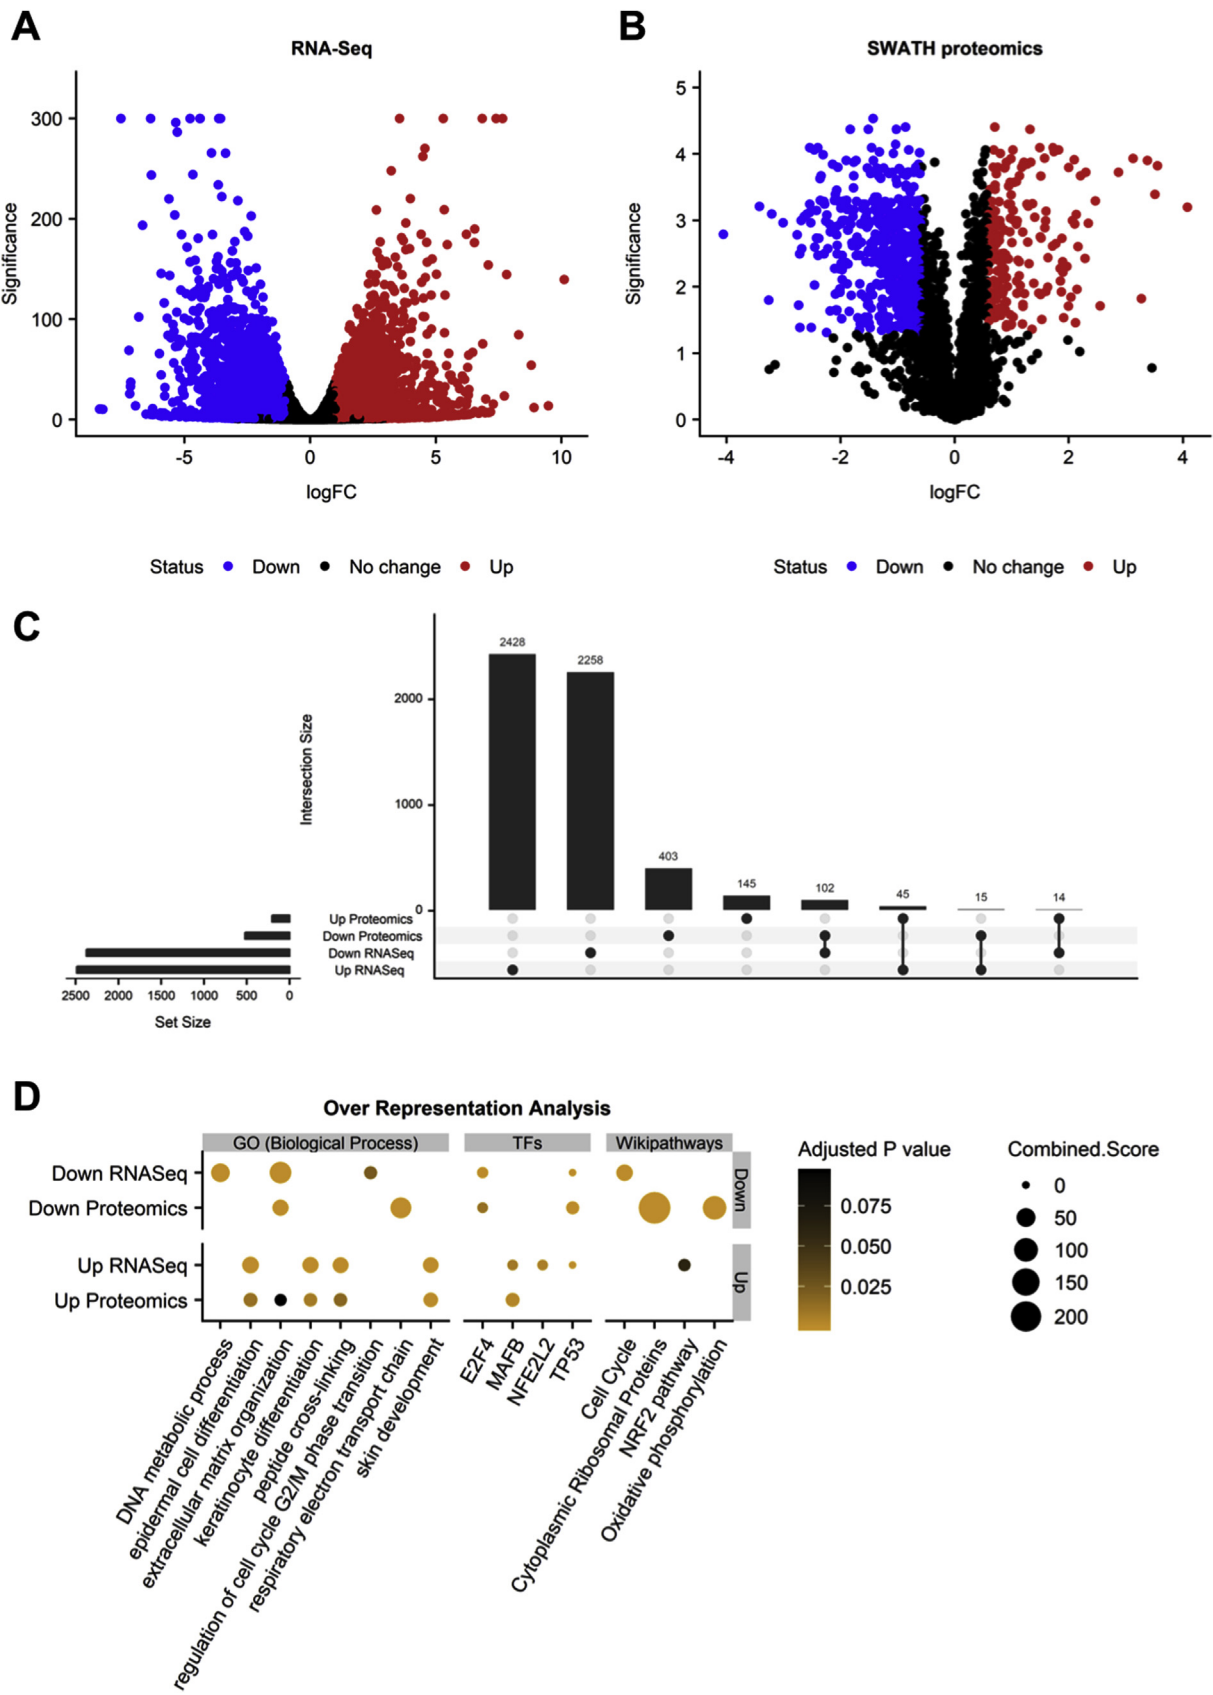 A
RNA-Seq
Significance
300
200
100
0
-5
0
5
10
logFC
Status Down No change Up
B
SWATH proteomics
Significance
5
4
3
2
1
0
-4
-2
0
2
4
logFC
Status Down No change Up
C
Intersection Size
2000
1000
0
2428
2258
403
145
102
45
15
14
Up Proteomics
Down Proteomics
Down RNASeq
Up RNASeq
2500 2000 1500 1000 500 0
Set Size
D
Over Representation Analysis
GO (Biological Process)
TFs
Wikipathways
Down RNASeq
Down Proteomics
Down
Up RNASeq
Up Proteomics
Up
DNA metabolic process
epidermal cell differentiation
extracellular matrix organization
keratinocyte differentiation
peptide cross-linking
regulation of cell cycle G2/M phase transition
respiratory electron transport chain
skin development
E2F4
MAFB
NFE2L2
TP53
Cell Cycle
Cytoplasmic Ribosomal Proteins
NRF2 pathway
Oxidative phosphorylation
Adjusted P value
0.075
0.050
0.025
Combined.Score
0
50
100
150
200